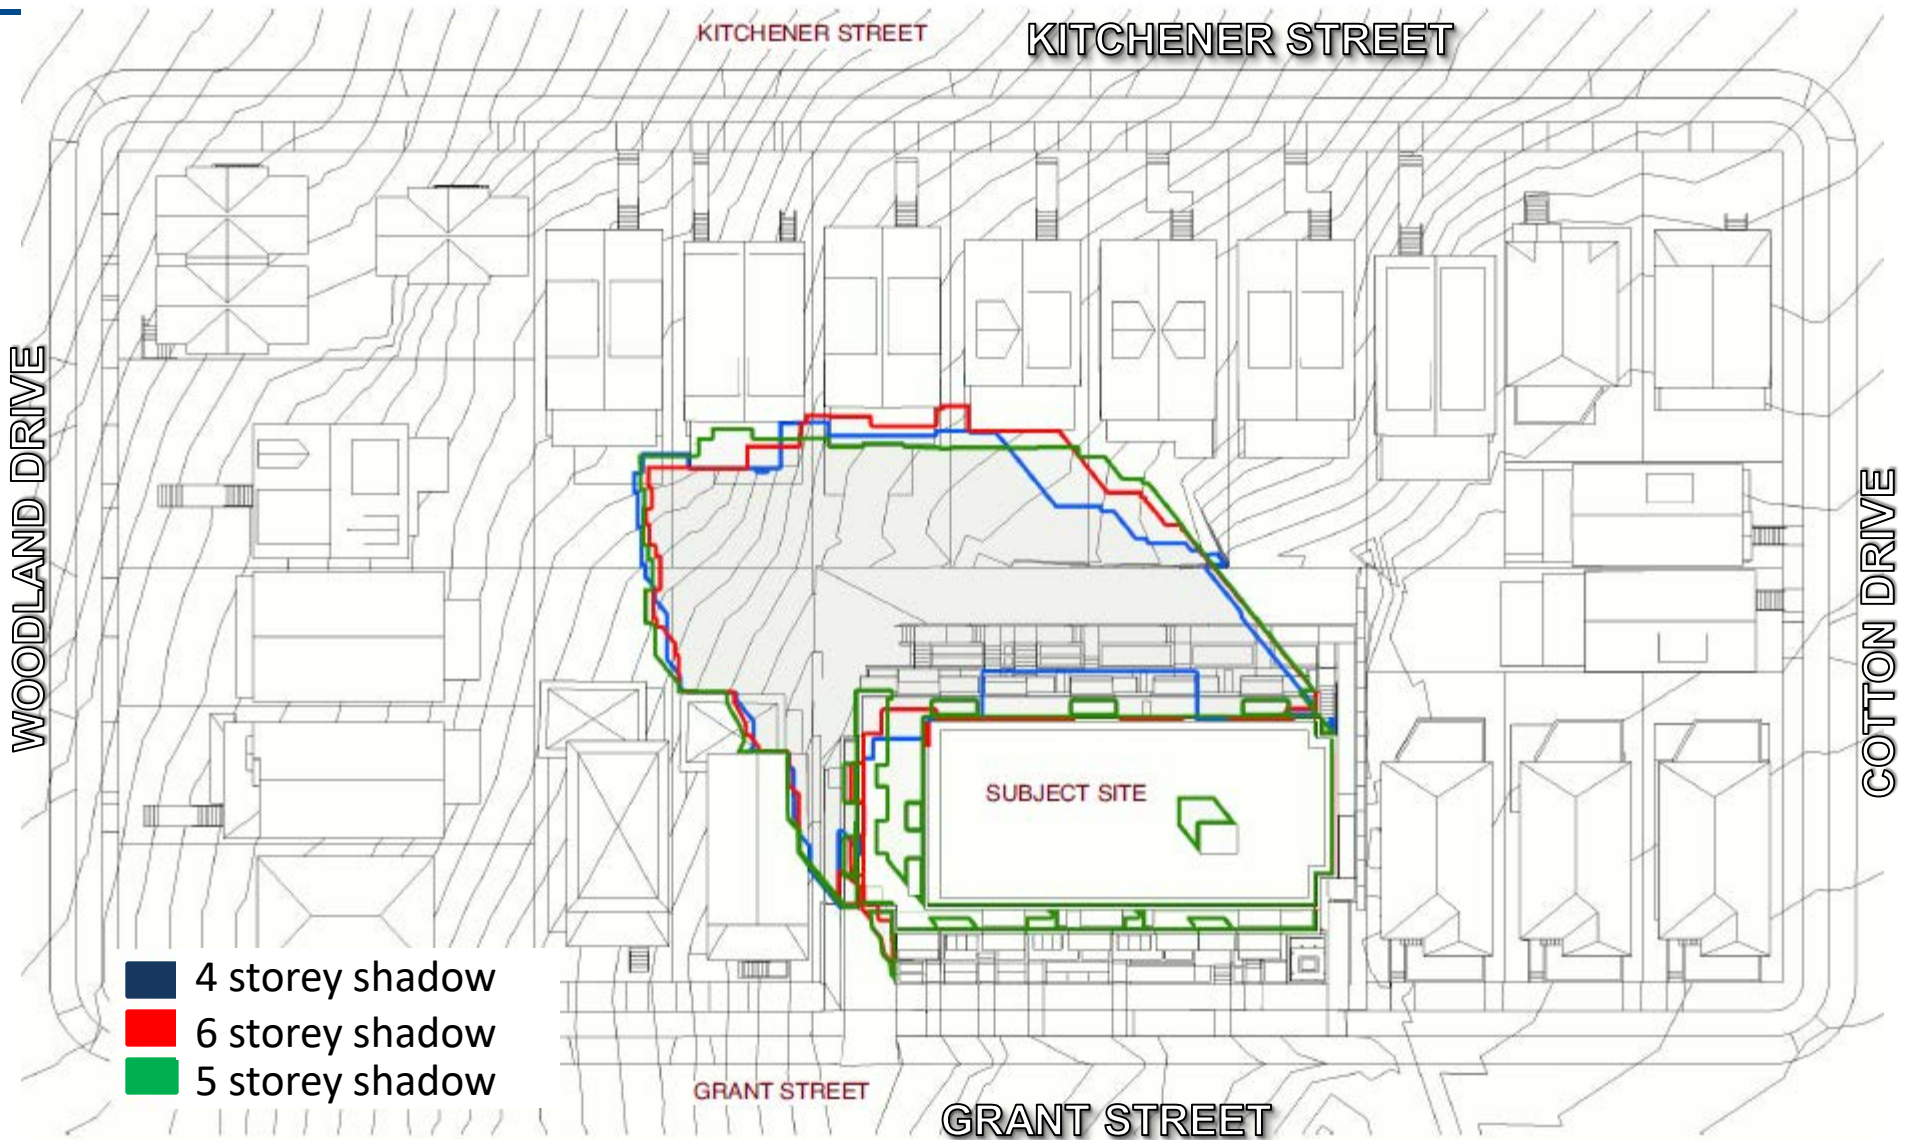 KITCHENER STREET
KITCHENER STREET
WOODLAND DRIVE
COTTON DRIVE
SUBJECT SITE
4 storey shadow
6 storey shadow
5 storey shadow
GRANT STREET
GRANT STREET